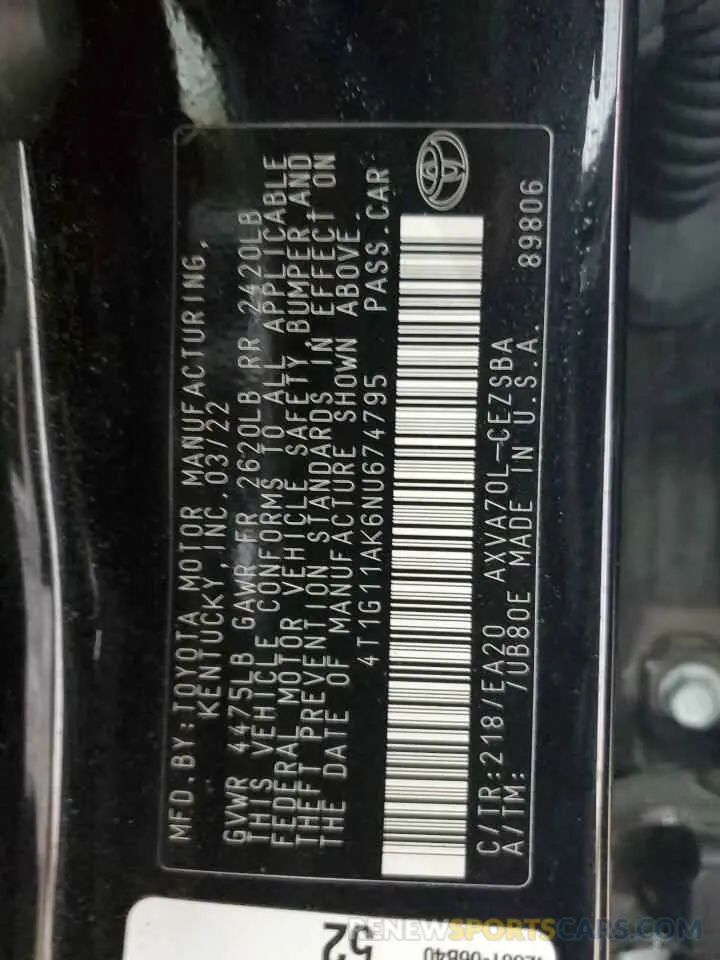 MFD.BY:TOYOTA MOTOR MANUFACTURING,
KENTUCKY,INC.03/22
GVWR 4475LB GAWR FR 2620LB RR 2420LB
THIS VEHICLE CONFORMS TO ALL APPLICABLE
FEDERAL MOTOR VEHICLE SAFETY, BUMPER AND
THEFT PREVENTION STANDARDS IN EFFECT ON
THE DATE OF MANUFACTURE SHOWN ABOVE.
4T1G11AK6NU674795 PASS.CAR
C/TR:218/EA20 AXVA70L-CEZSBA
A/TM: /UB80E MADE IN U.S.A. 89806
52
RENEWSPORTSCARS.COM